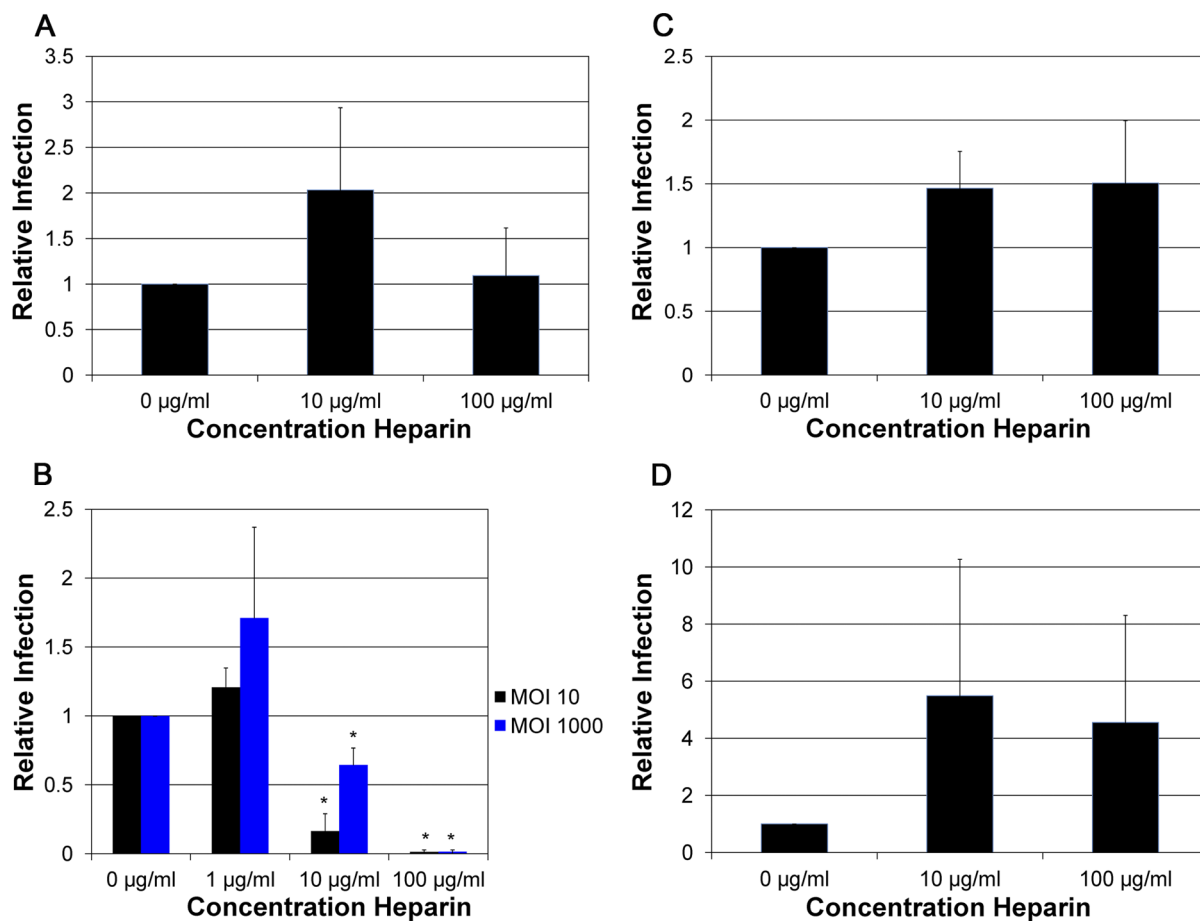 A
Relative Infection
3.5
3
2.5
2
1.5
1
0.5
0
0 µg/ml 10 µg/ml 100 µg/ml
Concentration Heparin
C
Relative Infection
2.5
2
1.5
1
0.5
0
0 µg/ml 10 µg/ml 100 µg/ml
Concentration Heparin
B
Relative Infection
2.5
2
1.5
1
0.5
0
* * * *
0 µg/ml 1 µg/ml 10 µg/ml 100 µg/ml
Concentration Heparin
MOI 10
MOI 1000
D
Relative Infection
12
10
8
6
4
2
0
0 µg/ml 10 µg/ml 100 µg/ml
Concentration Heparin